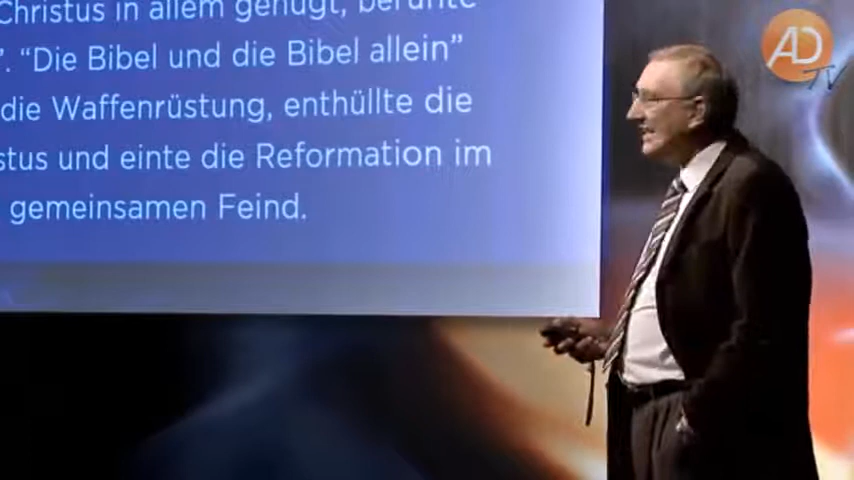 Christus in allem genügt, beruhte
”. “Die Bibel und die Bibel allein”
die Waffenrüstung, enthüllte die
stus und einte die Reformation im
gemeinsamen Feind.
AD
TV